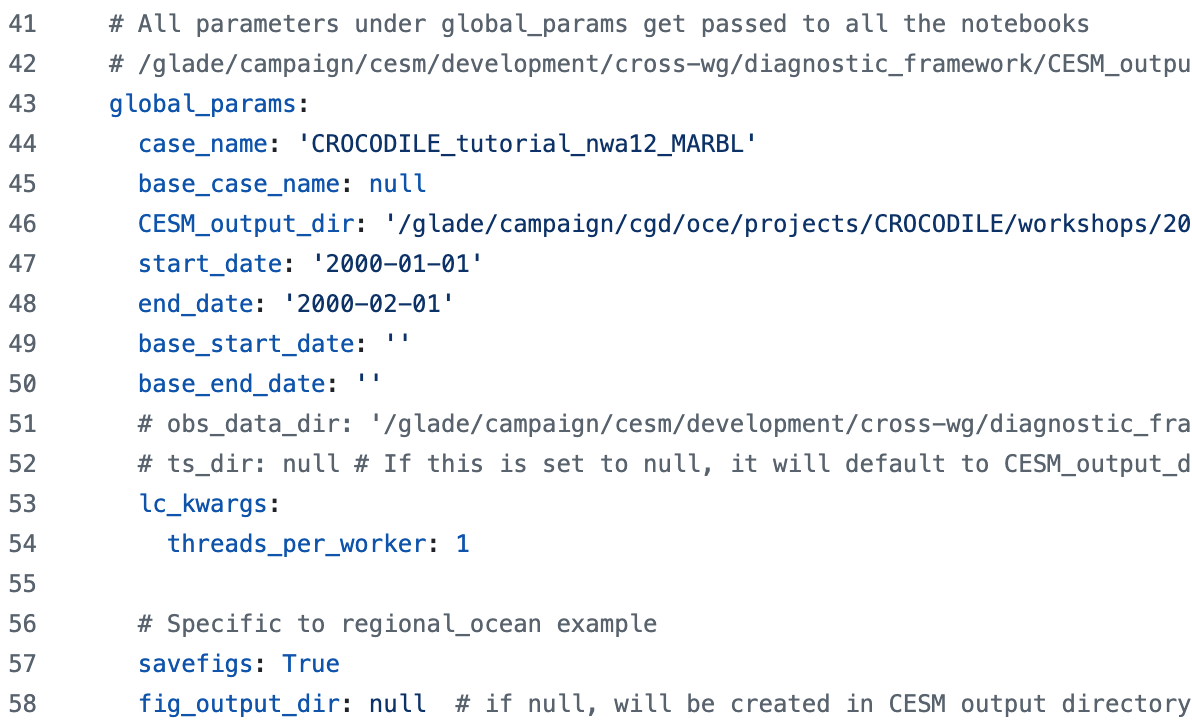 41 # All parameters under global_params get passed to all the notebooks
42 # /glade/campaign/cesm/development/cross-wg/diagnostic_framework/CESM_outpu
43 global_params:
44 case_name: 'CROCODILE_tutorial_nwa12_MARBL'
45 base_case_name: null
46 CESM_output_dir: '/glade/campaign/cgd/oce/projects/CROCODILE/workshops/20
47 start_date: '2000-01-01'
48 end_date: '2000-02-01'
49 base_start_date: ''
50 base_end_date: ''
51 # obs_data_dir: '/glade/campaign/cesm/development/cross-wg/diagnostic_fra
52 # ts_dir: null # If this is set to null, it will default to CESM_output_d
53 lc_kwargs:
54 threads_per_worker: 1
55
56 # Specific to regional_ocean example
57 savefigs: True
58 fig_output_dir: null  # if null, will be created in CESM output directory